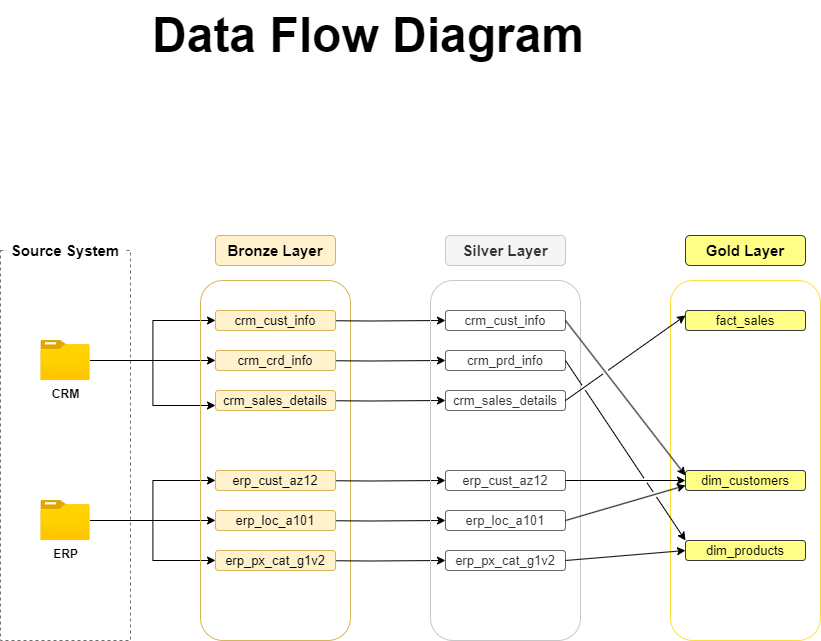 Data Flow Diagram
Source System
Bronze Layer
Silver Layer
Gold Layer
CRM
ERP
crm_cust_info
crm_crd_info
crm_sales_details
erp_cust_az12
erp_loc_a101
erp_px_cat_g1v2
crm_cust_info
crm_prd_info
crm_sales_details
erp_cust_az12
erp_loc_a101
erp_px_cat_g1v2
fact_sales
dim_customers
dim_products